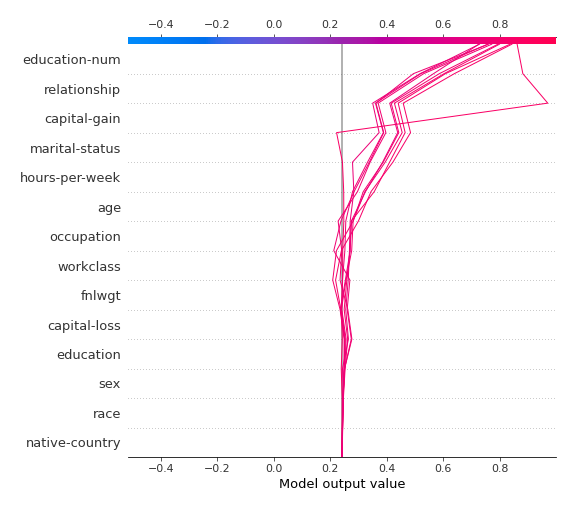 −0.4 −0.2 0.0 0.2 0.4 0.6 0.8
education-num
relationship
capital-gain
marital-status
hours-per-week
age
occupation
workclass
fnlwgt
capital-loss
education
sex
race
native-country
−0.4 −0.2 0.0 0.2 0.4 0.6 0.8
Model output value